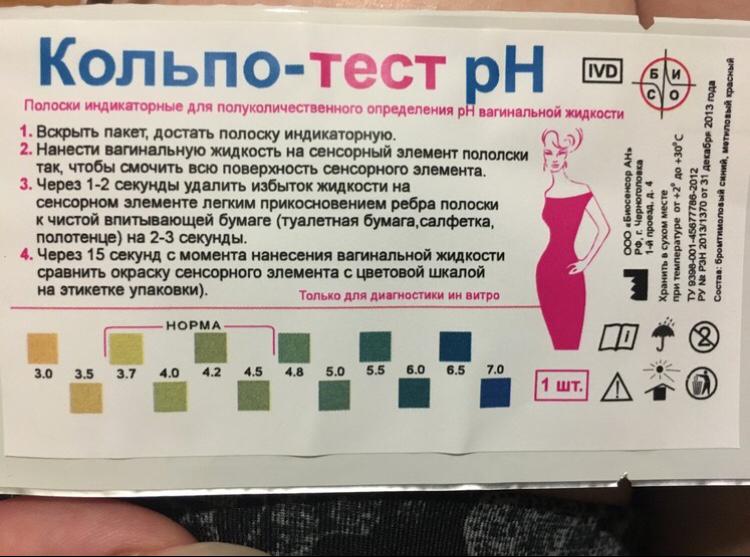 Кольпо-тест pH
IVD
БИ
СО
Полоски индикаторные для полуколичественного определения pH вагинальной жидкости
1. Вскрыть пакет, достать полоску индикаторную.
2. Нанести вагинальную жидкость на сенсорный элемент пололски
так, чтобы смочить всю поверхность сенсорного элемента.
3. Через 1-2 секунды удалить избыток жидкости на
сенсорном элементе легким прикосновением ребра полоски
к чистой впитывающей бумаге (туалетная бумага,салфетка,
полотенце) на 2-3 секунды.
4. Через 15 секунд с момента нанесения вагинальной жидкости
сравнить окраску сенсорного элемента с цветовой шкалой
на этикетке упаковки).
Только для диагностики ин витро
НОРМА
3.0 3.5 3.7 4.0 4.2 4.5 4.8 5.0 5.5 6.0 6.5 7.0
1 шт.
ООО «Биосенсор АН»
РФ, г. Черноголовка
1-й проезд, д. 4
Хранить в сухом месте
при температуре от +2° до +30°C
ТУ 9398-001-45677786-2012
РУ № РЗН 2013/1370 от 31 декабря 2013 года
Состав: бромтимоловый синий, метиловый красный
2